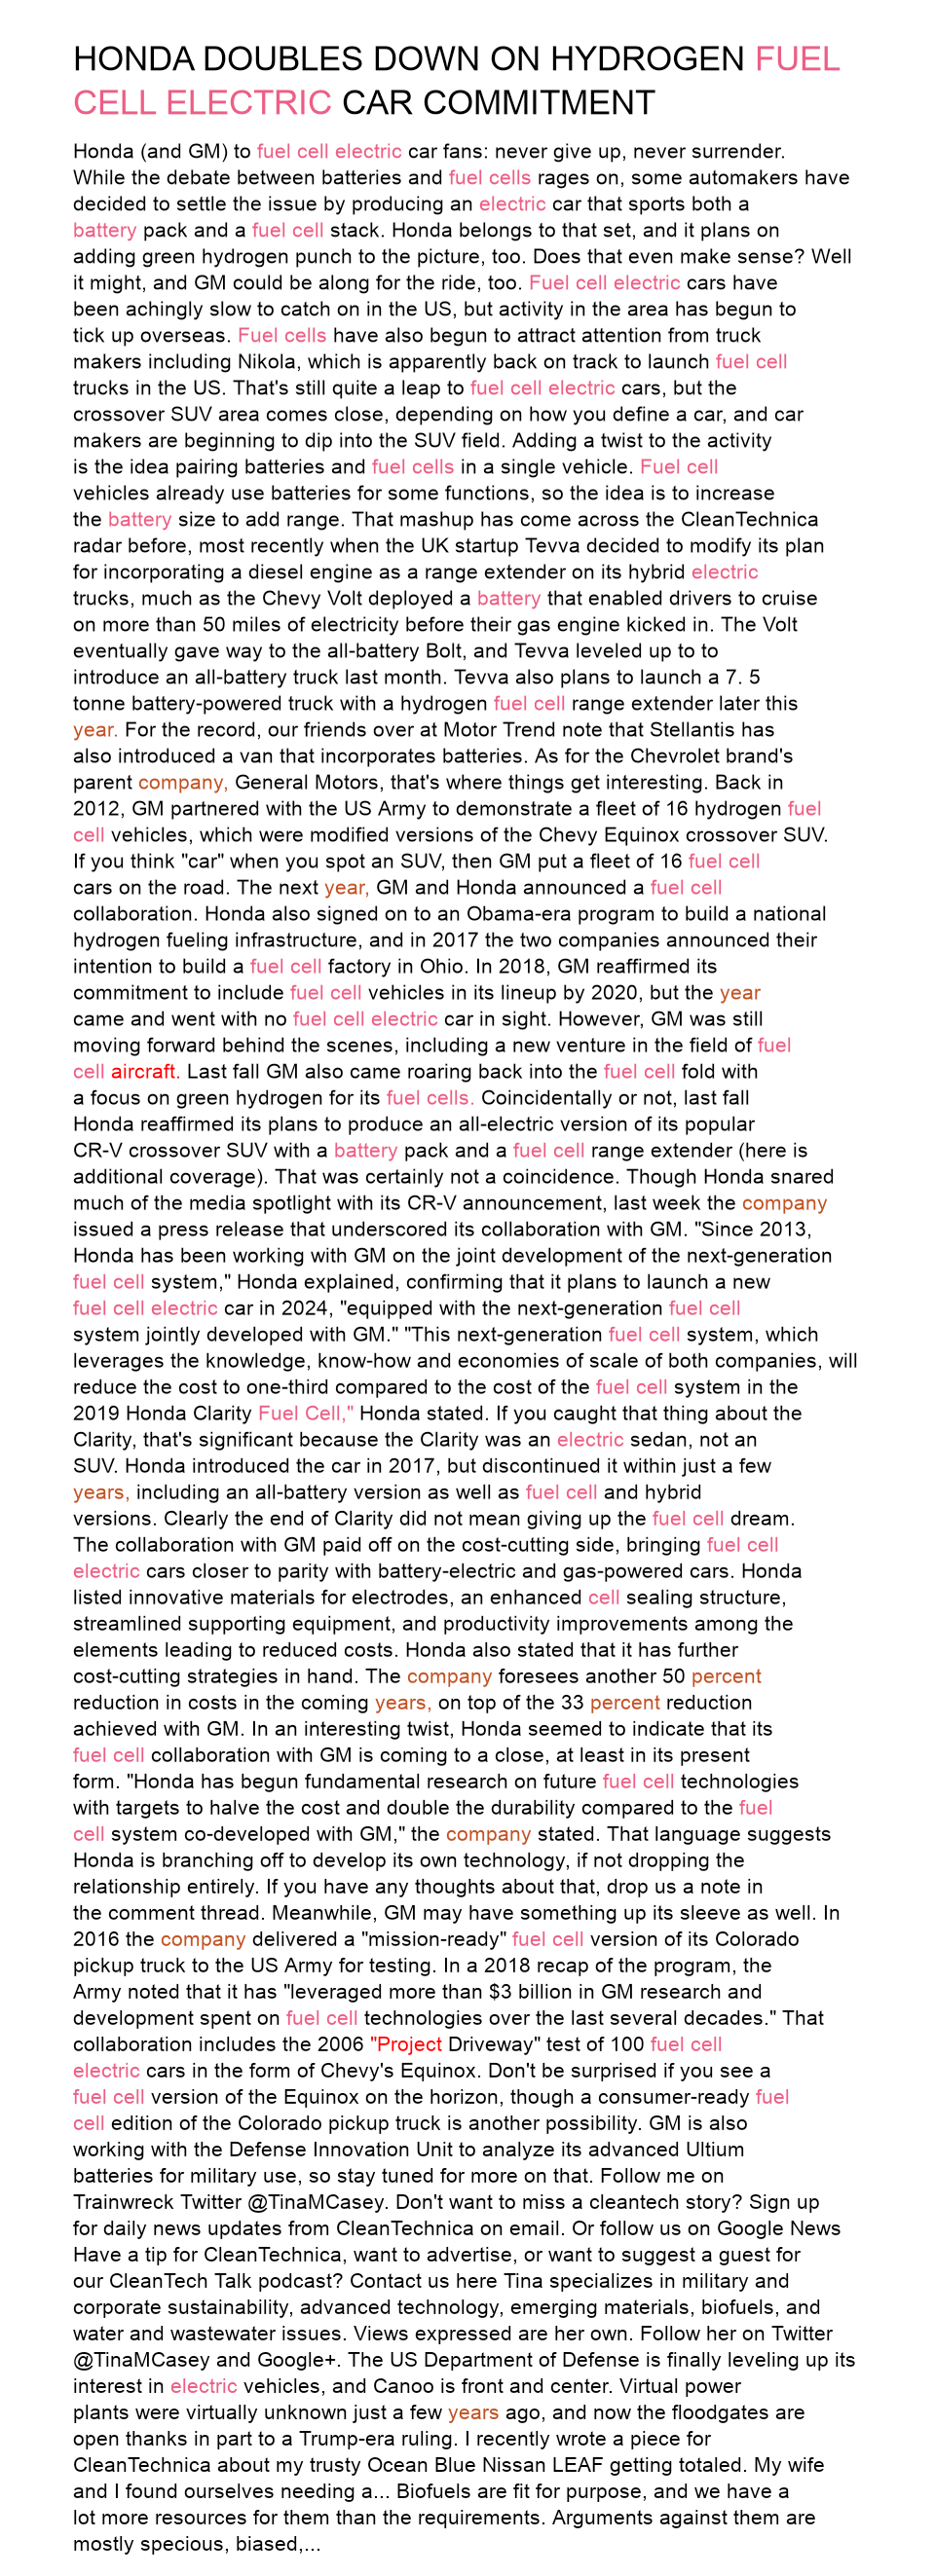 HONDA DOUBLES DOWN ON HYDROGEN FUEL
CELL ELECTRIC CAR COMMITMENT
Honda (and GM) to fuel cell electric car fans: never give up, never surrender.
While the debate between batteries and fuel cells rages on, some automakers have
decided to settle the issue by producing an electric car that sports both a
battery pack and a fuel cell stack. Honda belongs to that set, and it plans on
adding green hydrogen punch to the picture, too. Does that even make sense? Well
it might, and GM could be along for the ride, too. Fuel cell electric cars have
been achingly slow to catch on in the US, but activity in the area has begun to
tick up overseas. Fuel cells have also begun to attract attention from truck
makers including Nikola, which is apparently back on track to launch fuel cell
trucks in the US. That's still quite a leap to fuel cell electric cars, but the
crossover SUV area comes close, depending on how you define a car, and car
makers are beginning to dip into the SUV field. Adding a twist to the activity
is the idea pairing batteries and fuel cells in a single vehicle. Fuel cell
vehicles already use batteries for some functions, so the idea is to increase
the battery size to add range. That mashup has come across the CleanTechnica
radar before, most recently when the UK startup Tevva decided to modify its plan
for incorporating a diesel engine as a range extender on its hybrid electric
trucks, much as the Chevy Volt deployed a battery that enabled drivers to cruise
on more than 50 miles of electricity before their gas engine kicked in. The Volt
eventually gave way to the all-battery Bolt, and Tevva leveled up to to
introduce an all-battery truck last month. Tevva also plans to launch a 7. 5
tonne battery-powered truck with a hydrogen fuel cell range extender later this
year. For the record, our friends over at Motor Trend note that Stellantis has
also introduced a van that incorporates batteries. As for the Chevrolet brand's
parent company, General Motors, that's where things get interesting. Back in
2012, GM partnered with the US Army to demonstrate a fleet of 16 hydrogen fuel
cell vehicles, which were modified versions of the Chevy Equinox crossover SUV.
If you think "car" when you spot an SUV, then GM put a fleet of 16 fuel cell
cars on the road. The next year, GM and Honda announced a fuel cell
collaboration. Honda also signed on to an Obama-era program to build a national
hydrogen fueling infrastructure, and in 2017 the two companies announced their
intention to build a fuel cell factory in Ohio. In 2018, GM reaffirmed its
commitment to include fuel cell vehicles in its lineup by 2020, but the year
came and went with no fuel cell electric car in sight. However, GM was still
moving forward behind the scenes, including a new venture in the field of fuel
cell aircraft. Last fall GM also came roaring back into the fuel cell fold with
a focus on green hydrogen for its fuel cells. Coincidentally or not, last fall
Honda reaffirmed its plans to produce an all-electric version of its popular
CR-V crossover SUV with a battery pack and a fuel cell range extender (here is
additional coverage). That was certainly not a coincidence. Though Honda snared
much of the media spotlight with its CR-V announcement, last week the company
issued a press release that underscored its collaboration with GM. "Since 2013,
Honda has been working with GM on the joint development of the next-generation
fuel cell system," Honda explained, confirming that it plans to launch a new
fuel cell electric car in 2024, "equipped with the next-generation fuel cell
system jointly developed with GM." "This next-generation fuel cell system, which
leverages the knowledge, know-how and economies of scale of both companies, will
reduce the cost to one-third compared to the cost of the fuel cell system in the
2019 Honda Clarity Fuel Cell," Honda stated. If you caught that thing about the
Clarity, that's significant because the Clarity was an electric sedan, not an
SUV. Honda introduced the car in 2017, but discontinued it within just a few
years, including an all-battery version as well as fuel cell and hybrid
versions. Clearly the end of Clarity did not mean giving up the fuel cell dream.
The collaboration with GM paid off on the cost-cutting side, bringing fuel cell
electric cars closer to parity with battery-electric and gas-powered cars. Honda
listed innovative materials for electrodes, an enhanced cell sealing structure,
streamlined supporting equipment, and productivity improvements among the
elements leading to reduced costs. Honda also stated that it has further
cost-cutting strategies in hand. The company foresees another 50 percent
reduction in costs in the coming years, on top of the 33 percent reduction
achieved with GM. In an interesting twist, Honda seemed to indicate that its
fuel cell collaboration with GM is coming to a close, at least in its present
form. "Honda has begun fundamental research on future fuel cell technologies
with targets to halve the cost and double the durability compared to the fuel
cell system co-developed with GM," the company stated. That language suggests
Honda is branching off to develop its own technology, if not dropping the
relationship entirely. If you have any thoughts about that, drop us a note in
the comment thread. Meanwhile, GM may have something up its sleeve as well. In
2016 the company delivered a "mission-ready" fuel cell version of its Colorado
pickup truck to the US Army for testing. In a 2018 recap of the program, the
Army noted that it has "leveraged more than $3 billion in GM research and
development spent on fuel cell technologies over the last several decades." That
collaboration includes the 2006 "Project Driveway" test of 100 fuel cell
electric cars in the form of Chevy's Equinox. Don't be surprised if you see a
fuel cell version of the Equinox on the horizon, though a consumer-ready fuel
cell edition of the Colorado pickup truck is another possibility. GM is also
working with the Defense Innovation Unit to analyze its advanced Ultium
batteries for military use, so stay tuned for more on that. Follow me on
Trainwreck Twitter @TinaMCasey. Don't want to miss a cleantech story? Sign up
for daily news updates from CleanTechnica on email. Or follow us on Google News
Have a tip for CleanTechnica, want to advertise, or want to suggest a guest for
our CleanTech Talk podcast? Contact us here Tina specializes in military and
corporate sustainability, advanced technology, emerging materials, biofuels, and
water and wastewater issues. Views expressed are her own. Follow her on Twitter
@TinaMCasey and Google+. The US Department of Defense is finally leveling up its
interest in electric vehicles, and Canoo is front and center. Virtual power
plants were virtually unknown just a few years ago, and now the floodgates are
open thanks in part to a Trump-era ruling. I recently wrote a piece for
CleanTechnica about my trusty Ocean Blue Nissan LEAF getting totaled. My wife
and I found ourselves needing a... Biofuels are fit for purpose, and we have a
lot more resources for them than the requirements. Arguments against them are
mostly specious, biased,...